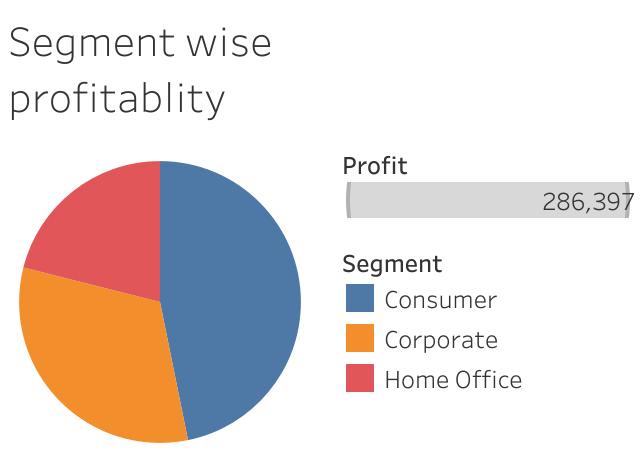 Segment wise
profitablity
Profit
286,397
Segment
Consumer
Corporate
Home Office